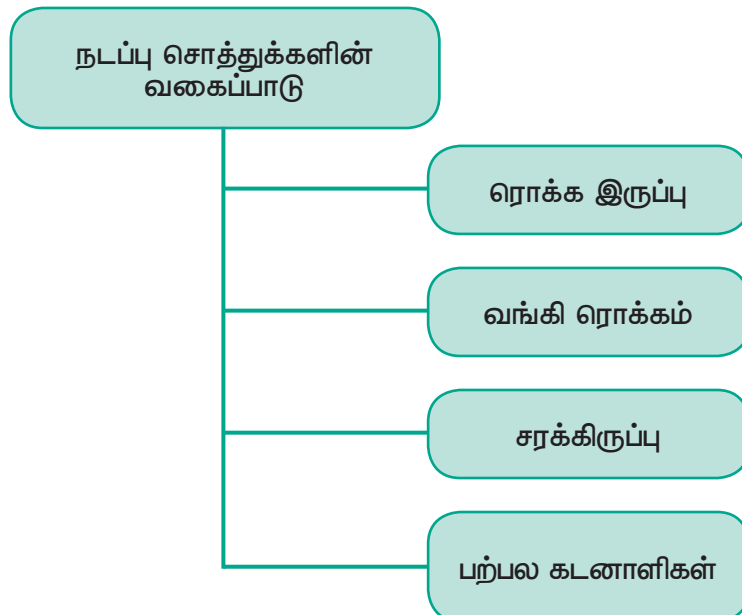 நடப்பு சொத்துக்களின்
வகைப்பாடு
ரொக்க இருப்பு
வங்கி ரொக்கம்
சரக்கிருப்பு
பற்பல கடனாளிகள்